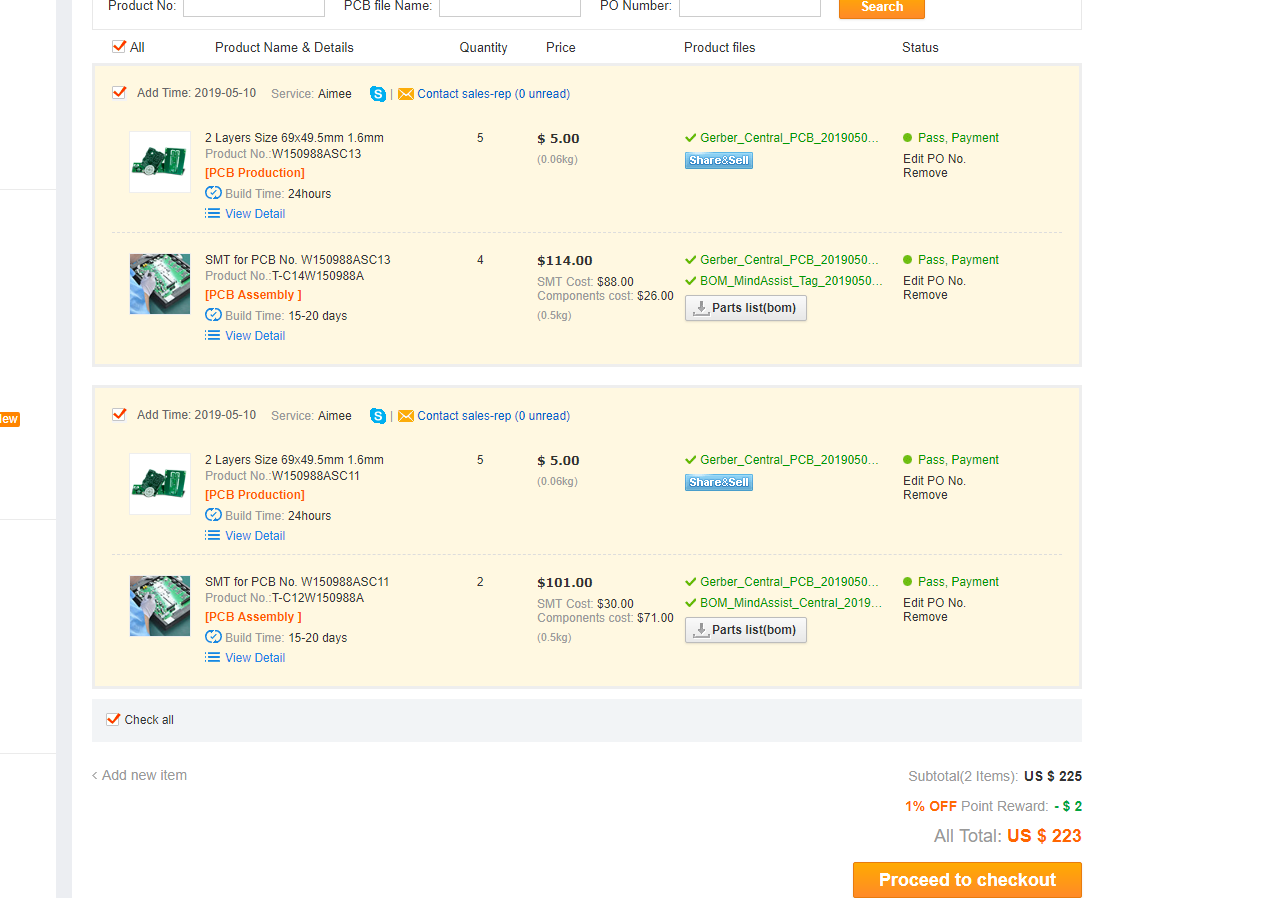 Product No: PCB file Name: PO Number: Search
All Product Name & Details Quantity Price Product files Status
Add Time: 2019-05-10 Service: Aimee | Contact sales-rep (0 unread)
2 Layers Size 69x49.5mm 1.6mm 5 $ 5.00 Gerber_Central_PCB_2019050... Pass, Payment
Product No.:W150988ASC13 (0.06kg) Share&Sell Edit PO No.
[PCB Production] Remove
Build Time: 24hours
View Detail
SMT for PCB No. W150988ASC13 4 $114.00 Gerber_Central_PCB_2019050... Pass, Payment
Product No.:T-C14W150988A SMT Cost: $88.00 BOM_MindAssist_Tag_2019050... Edit PO No.
[PCB Assembly ] Components cost: $26.00 Parts list(bom) Remove
Build Time: 15-20 days (0.5kg)
View Detail
Add Time: 2019-05-10 Service: Aimee | Contact sales-rep (0 unread)
2 Layers Size 69x49.5mm 1.6mm 5 $ 5.00 Gerber_Central_PCB_2019050... Pass, Payment
Product No.:W150988ASC11 (0.06kg) Share&Sell Edit PO No.
[PCB Production] Remove
Build Time: 24hours
View Detail
SMT for PCB No. W150988ASC11 2 $101.00 Gerber_Central_PCB_2019050... Pass, Payment
Product No.:T-C12W150988A SMT Cost: $30.00 BOM_MindAssist_Central_2019... Edit PO No.
[PCB Assembly ] Components cost: $71.00 Parts list(bom) Remove
Build Time: 15-20 days (0.5kg)
View Detail
Check all
< Add new item Subtotal(2 Items): US $ 225
1% OFF Point Reward: - $ 2
All Total: US $ 223
Proceed to checkout